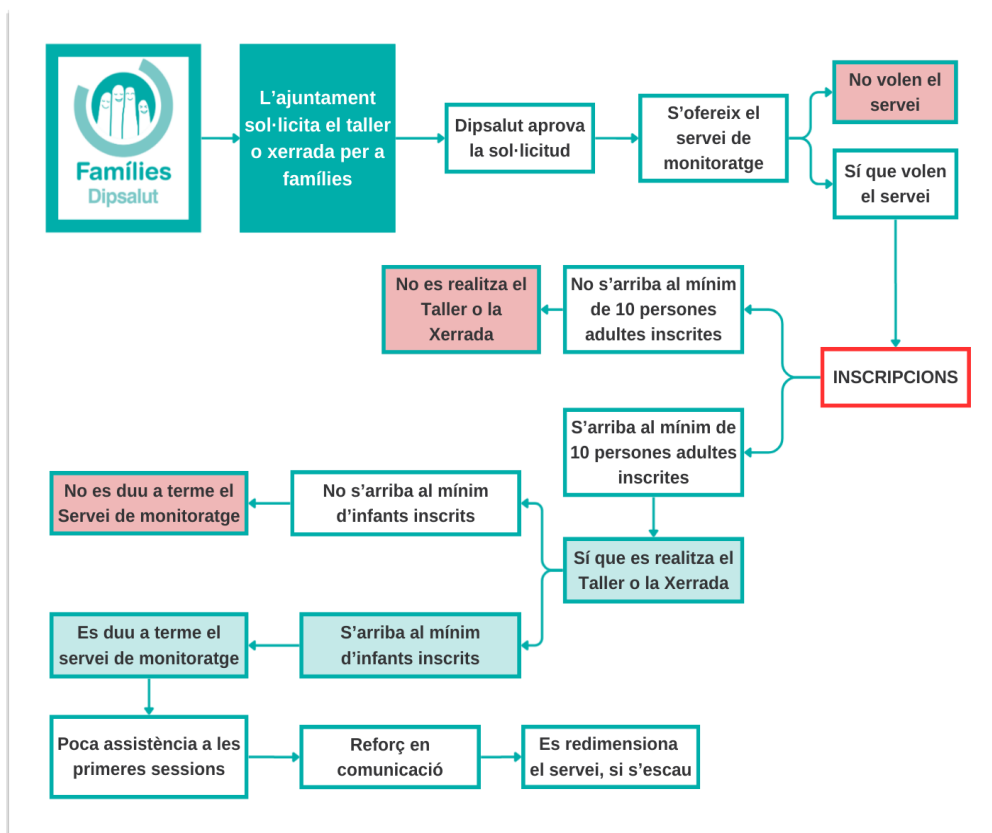 Famílies
Dipsalut
L’ajuntament
sol·licita el taller
o xerrada per a
famílies
Dipsalut aprova
la sol·licitud
S’ofereix el
servei de
monitoratge
No volen el
servei
Sí que volen
el servei
INSCRIPCIONS
No s’arriba al mínim
de 10 persones
adultes inscrites
No es realitza el
Taller o la
Xerrada
S’arriba al mínim de
10 persones adultes
inscrites
Sí que es realitza el
Taller o la Xerrada
No s’arriba al mínim
d’infants inscrits
No es duu a terme el
Servei de monitoratge
S’arriba al mínim
d’infants inscrits
Es duu a terme el
servei de monitoratge
Poca assistència a les
primeres sessions
Reforç en
comunicació
Es redimensiona
el servei, si s’escau